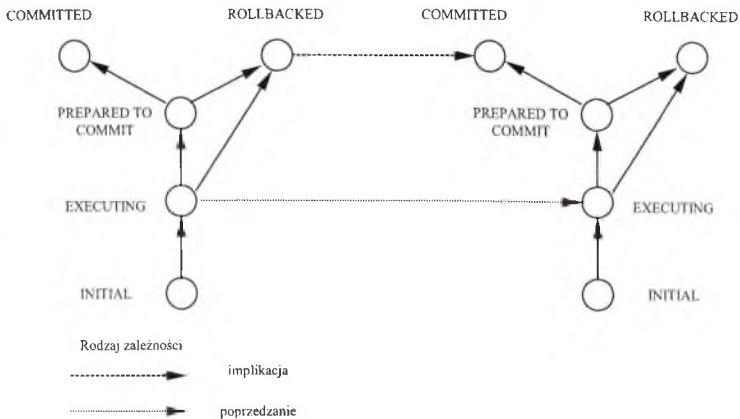 COMMITTED ROLLBACKED COMMITTED ROLLBACKED
PREPARED TO
COMMIT
PREPARED TO
COMMIT
EXECUTING
EXECUTING
INITIAL
INITIAL
Rodzaj zależności
implikacja
poprzedzanie